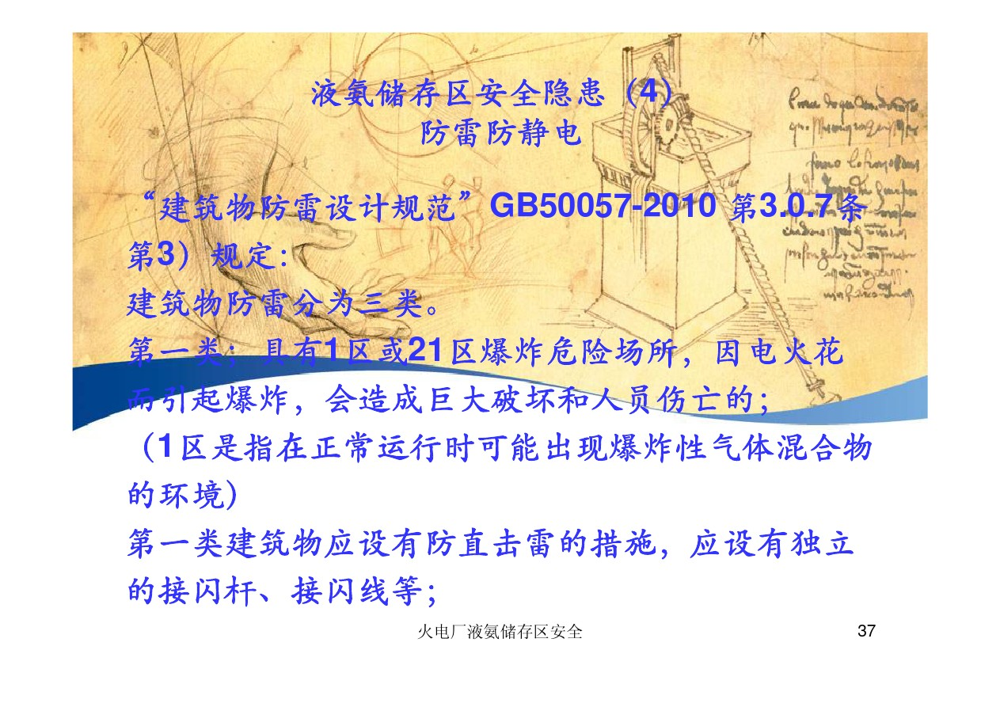 液氨储存区安全隐患（4）
防雷防静电
“建筑物防雷设计规范”GB50057-2010 第3.0.7条
第3）规定：
建筑物防雷分为三类。
第一类；具有1区或21区爆炸危险场所，因电火花
而引起爆炸，会造成巨大破坏和人员伤亡的；
（1区是指在正常运行时可能出现爆炸性气体混合物
的环境）
第一类建筑物应设有防直击雷的措施，应设有独立
的接闪杆、接闪线等；
火电厂液氨储存区安全 37